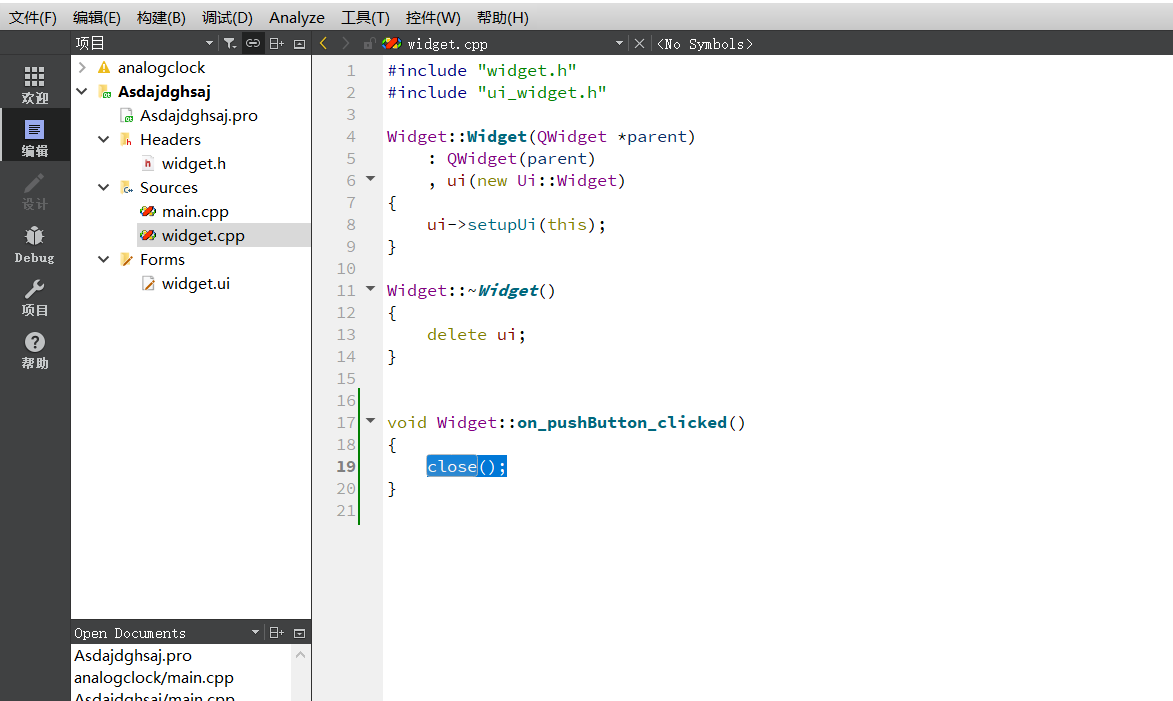 文件(F) 编辑(E) 构建(B) 调试(D) Analyze 工具(T) 控件(W) 帮助(H)
项目
widget.cpp
<No Symbols>
欢迎
编辑
设计
Debug
项目
帮助
analogclock
Asdajdghsaj
Asdajdghsaj.pro
Headers
widget.h
Sources
main.cpp
widget.cpp
Forms
widget.ui
1 #include "widget.h"
2 #include "ui_widget.h"
3
4 Widget::Widget(QWidget *parent)
5 : QWidget(parent)
6 , ui(new Ui::Widget)
7 {
8 ui->setupUi(this);
9 }
10
11 Widget::~Widget()
12 {
13 delete ui;
14 }
15
16
17 void Widget::on_pushButton_clicked()
18 {
19 close();
20 }
21
Open Documents
Asdajdghsaj.pro
analogclock/main.cpp
Asdajdghsaj/main.cpp